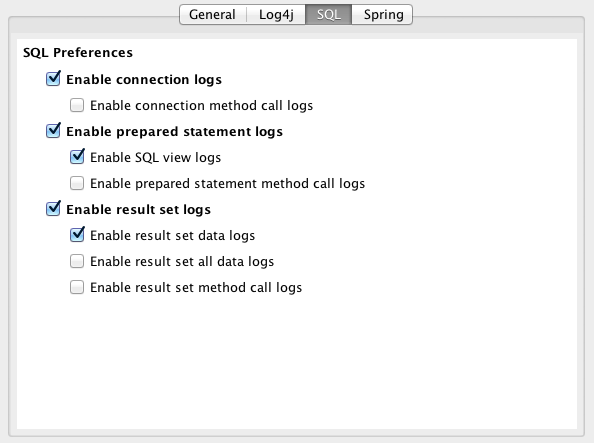 General Log4j SQL Spring
SQL Preferences
Enable connection logs
Enable connection method call logs
Enable prepared statement logs
Enable SQL view logs
Enable prepared statement method call logs
Enable result set logs
Enable result set data logs
Enable result set all data logs
Enable result set method call logs